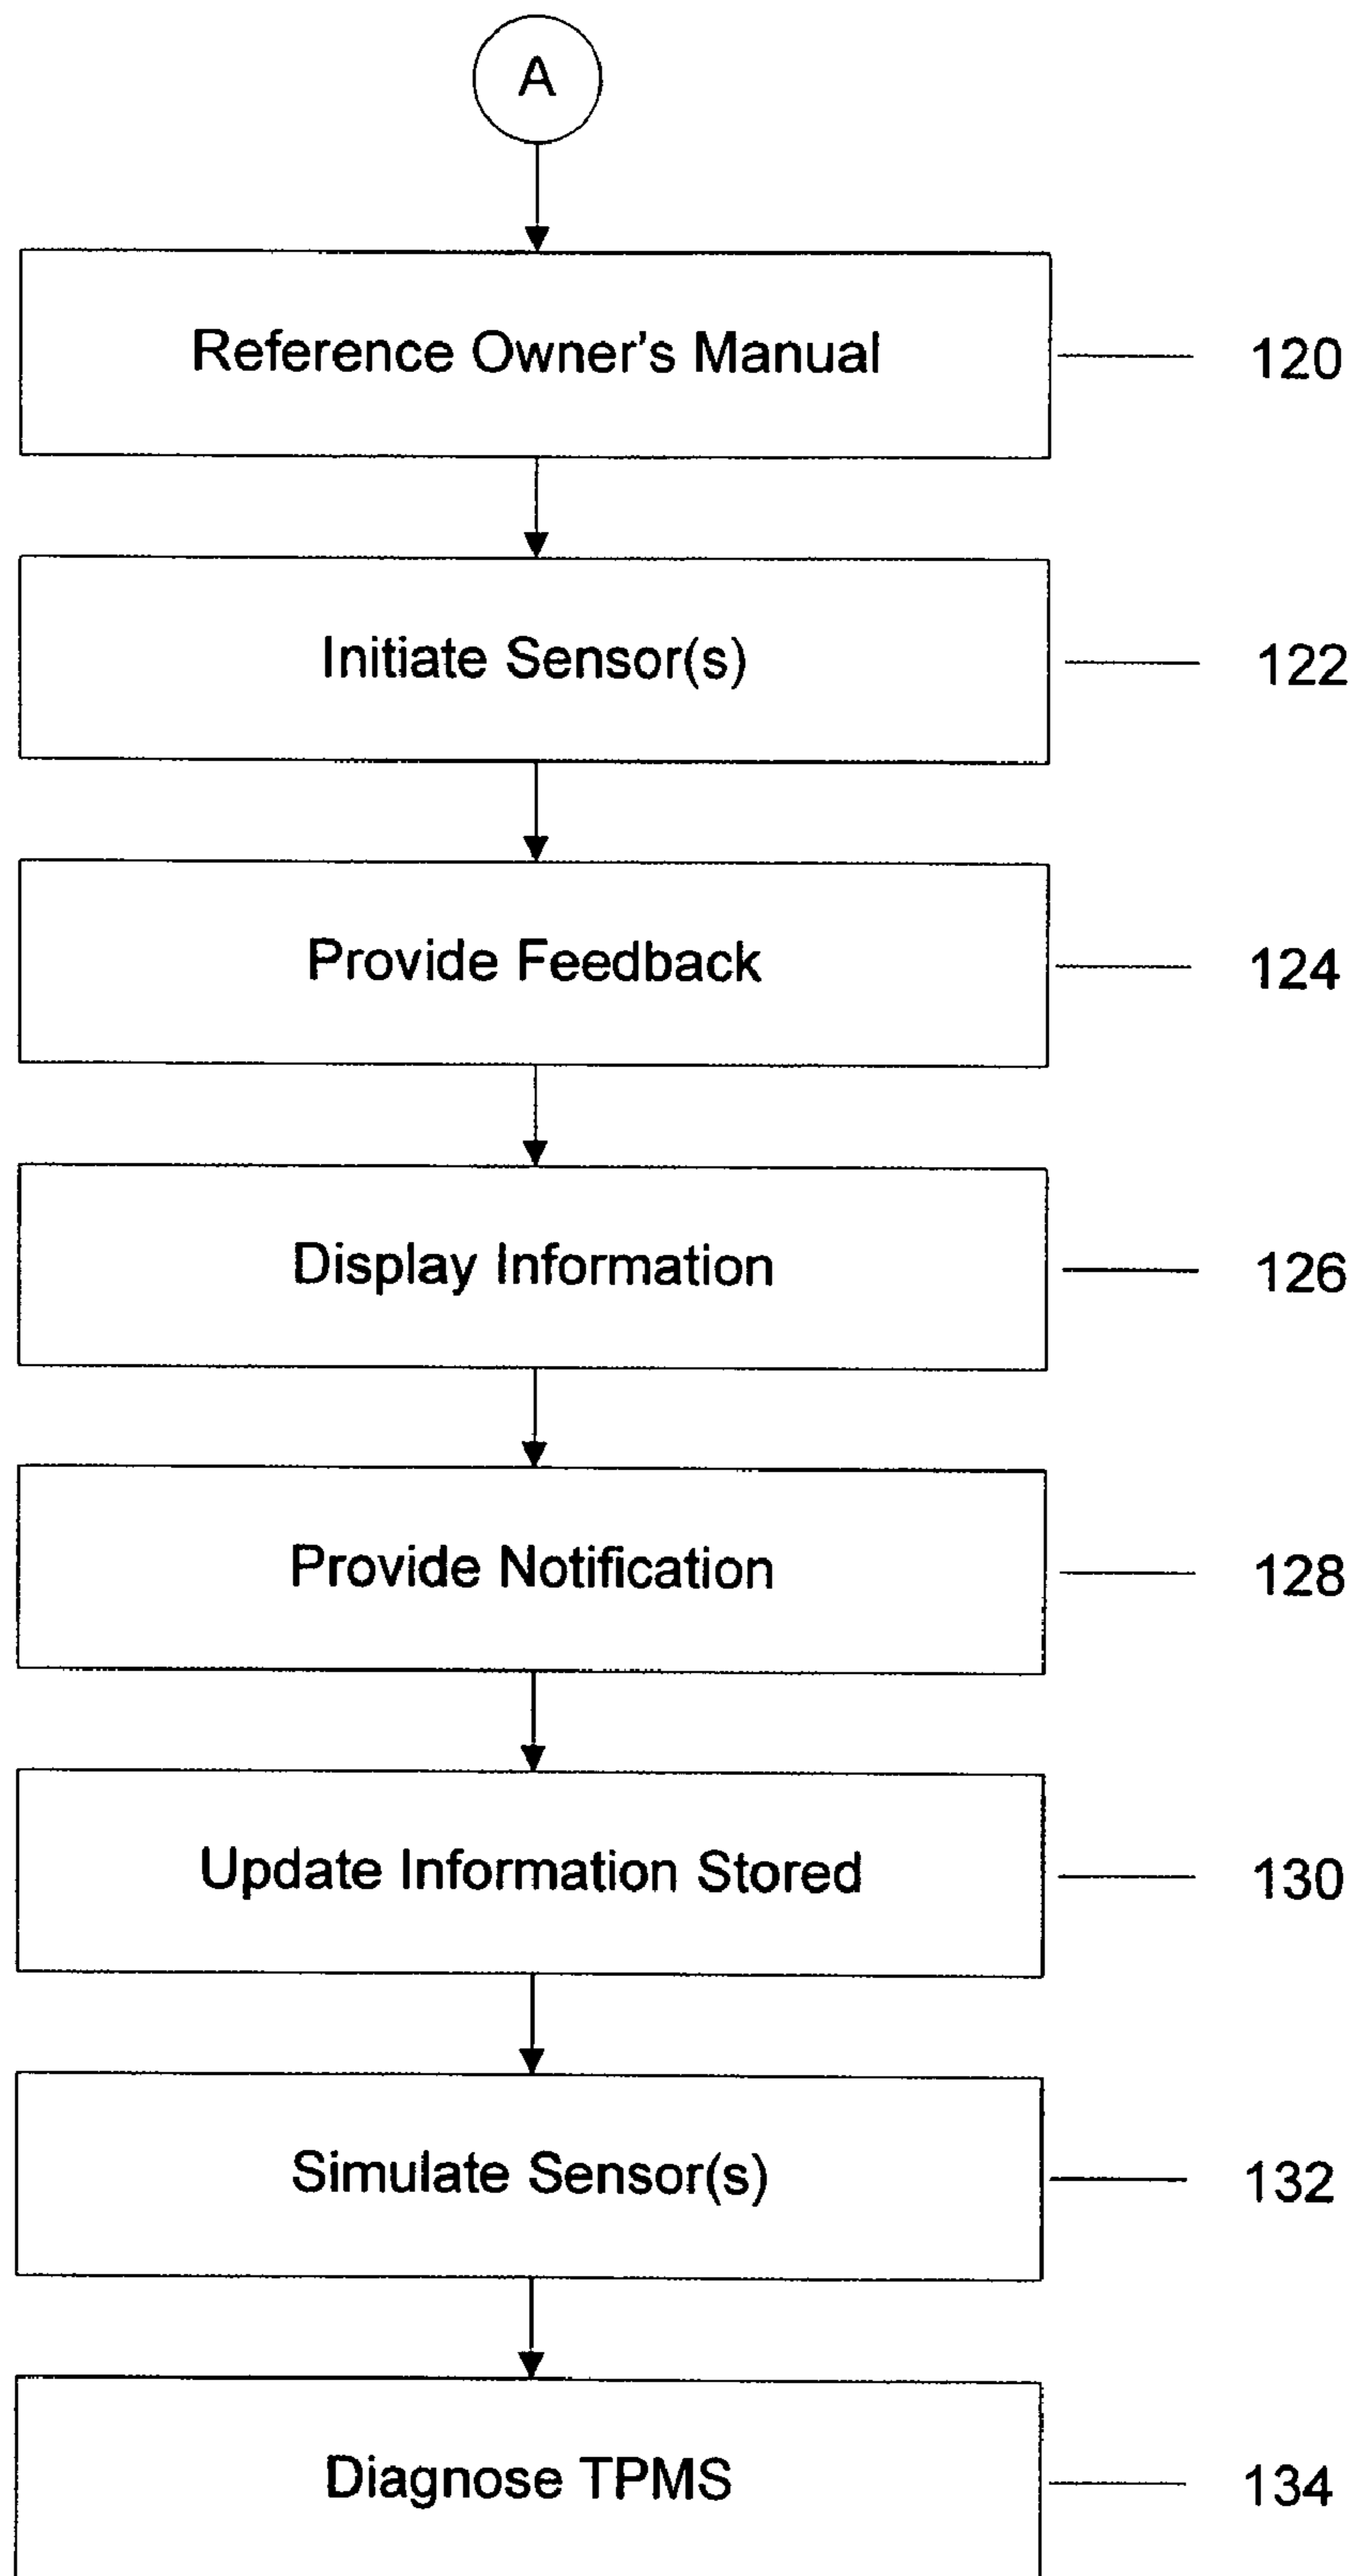 A
Reference Owner's Manual 120
Initiate Sensor(s) 122
Provide Feedback 124
Display Information 126
Provide Notification 128
Update Information Stored 130
Simulate Sensor(s) 132
Diagnose TPMS 134